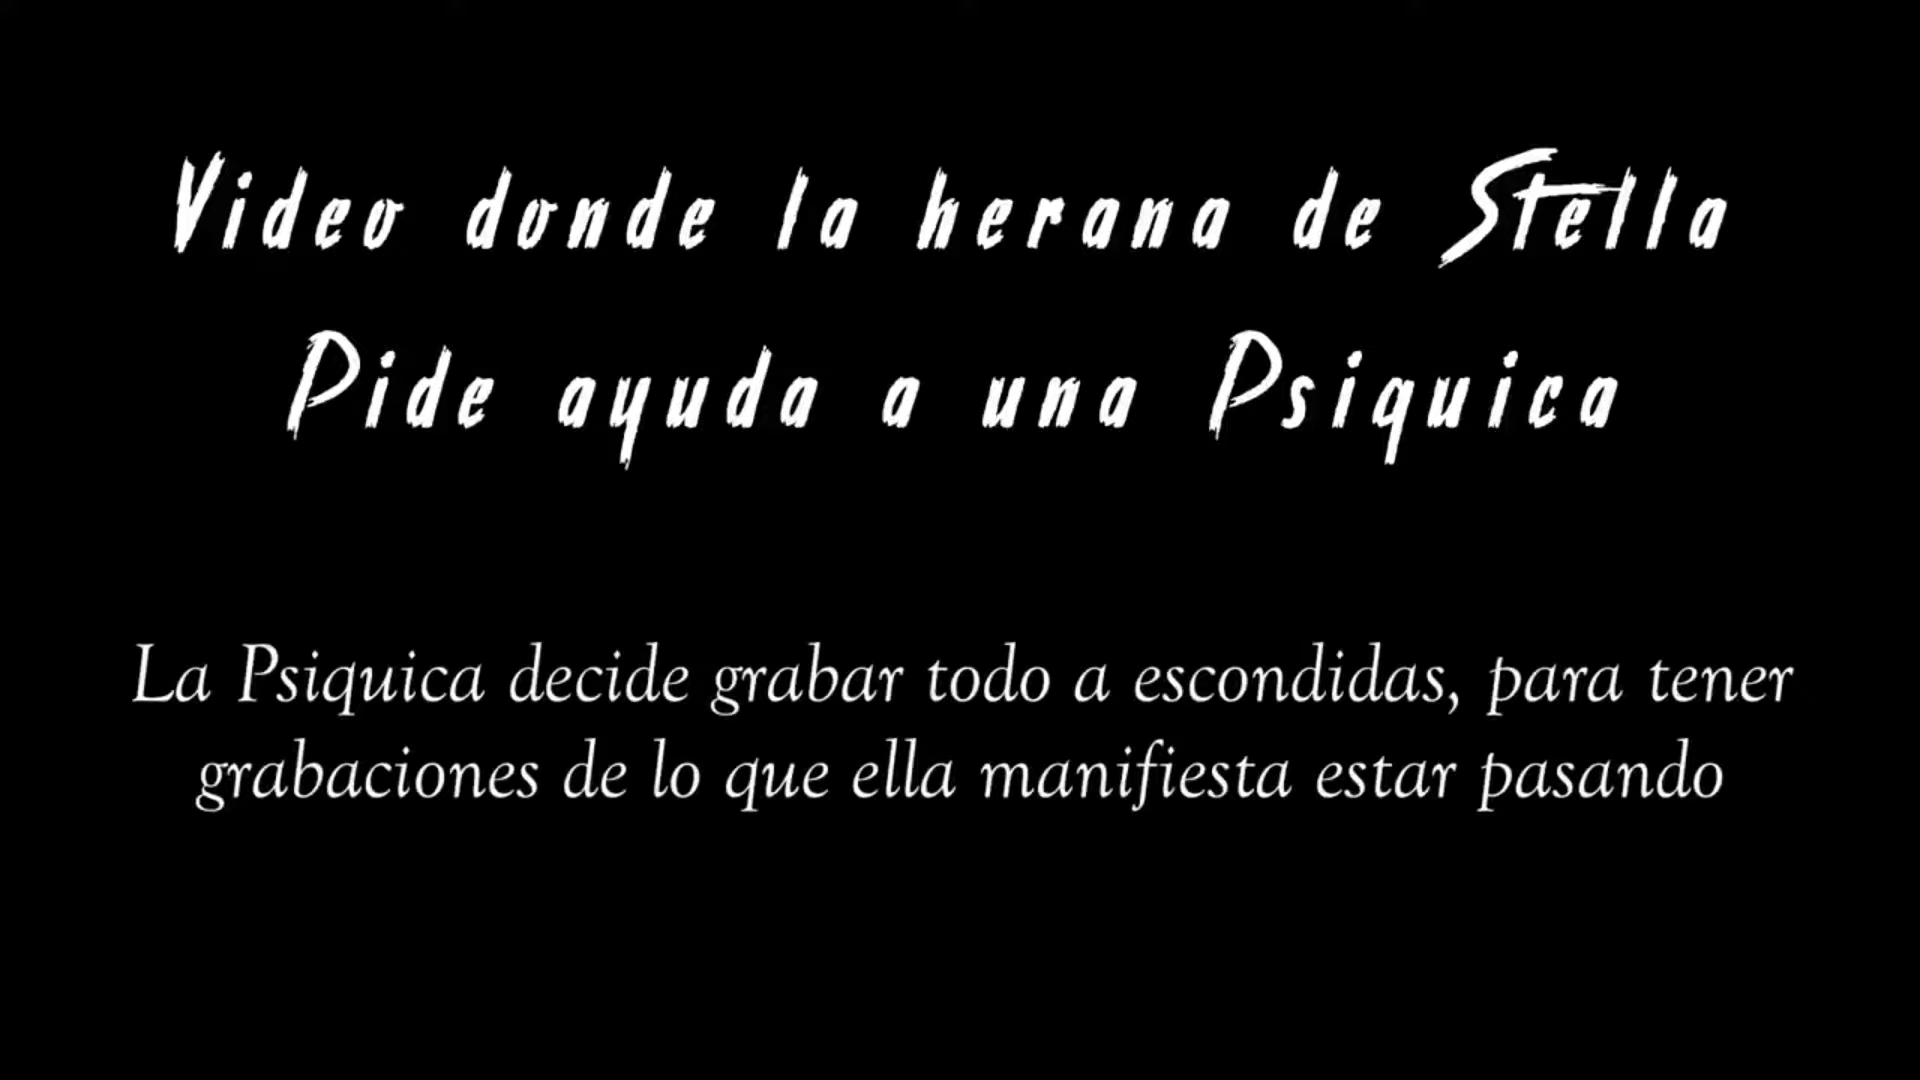 Video donde la herana de Stella
Pide ayuda a una Psiquica
La Psiquica decide grabar todo a escondidas, para tener
grabaciones de lo que ella manifiesta estar pasando